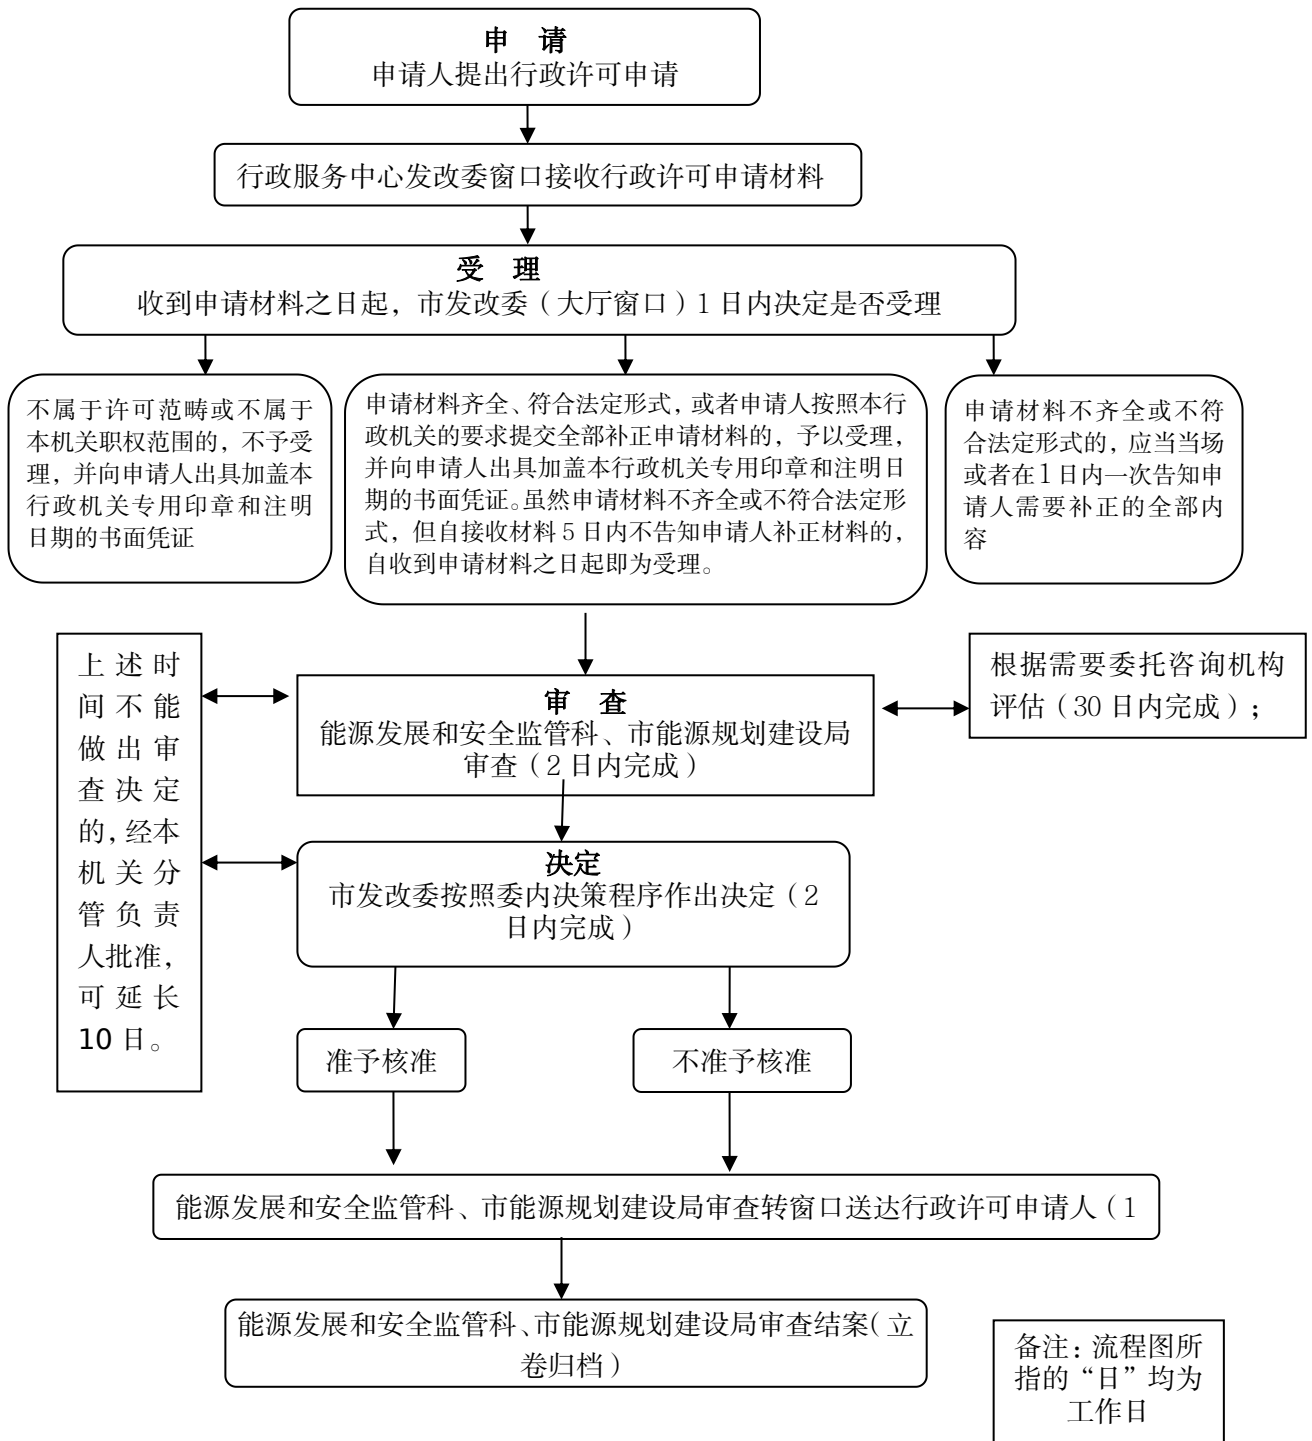 申 请
申请人提出行政许可申请
行政服务中心发改委窗口接收行政许可申请材料
受 理
收到申请材料之日起，市发改委（大厅窗口）1日内决定是否受理
不属于许可范畴或不属于
本机关职权范围的，不予受
理，并向申请人出具加盖本
行政机关专用印章和注明
日期的书面凭证
申请材料齐全、符合法定形式，或者申请人按照本行
政机关的要求提交全部补正申请材料的，予以受理，
并向申请人出具加盖本行政机关专用印章和注明日
期的书面凭证。虽然申请材料不齐全或不符合法定形
式，但自接收材料5日内不告知申请人补正材料的，
自收到申请材料之日起即为受理。
申请材料不齐全或不符
合法定形式的，应当当场
或者在1日内一次告知申
请人需要补正的全部内
容
上述时
间不能
做出审
查决定
的，经本
机关分
管负责
人批准，
可延长
10日。
审 查
能源发展和安全监管科、市能源规划建设局
审查（2日内完成）
根据需要委托咨询机构
评估（30日内完成）；
决定
市发改委按照委内决策程序作出决定（2
日内完成）
准予核准
不准予核准
能源发展和安全监管科、市能源规划建设局审查转窗口送达行政许可申请人（1
能源发展和安全监管科、市能源规划建设局审查结案（立
卷归档）
备注：流程图所
指的“日”均为
工作日